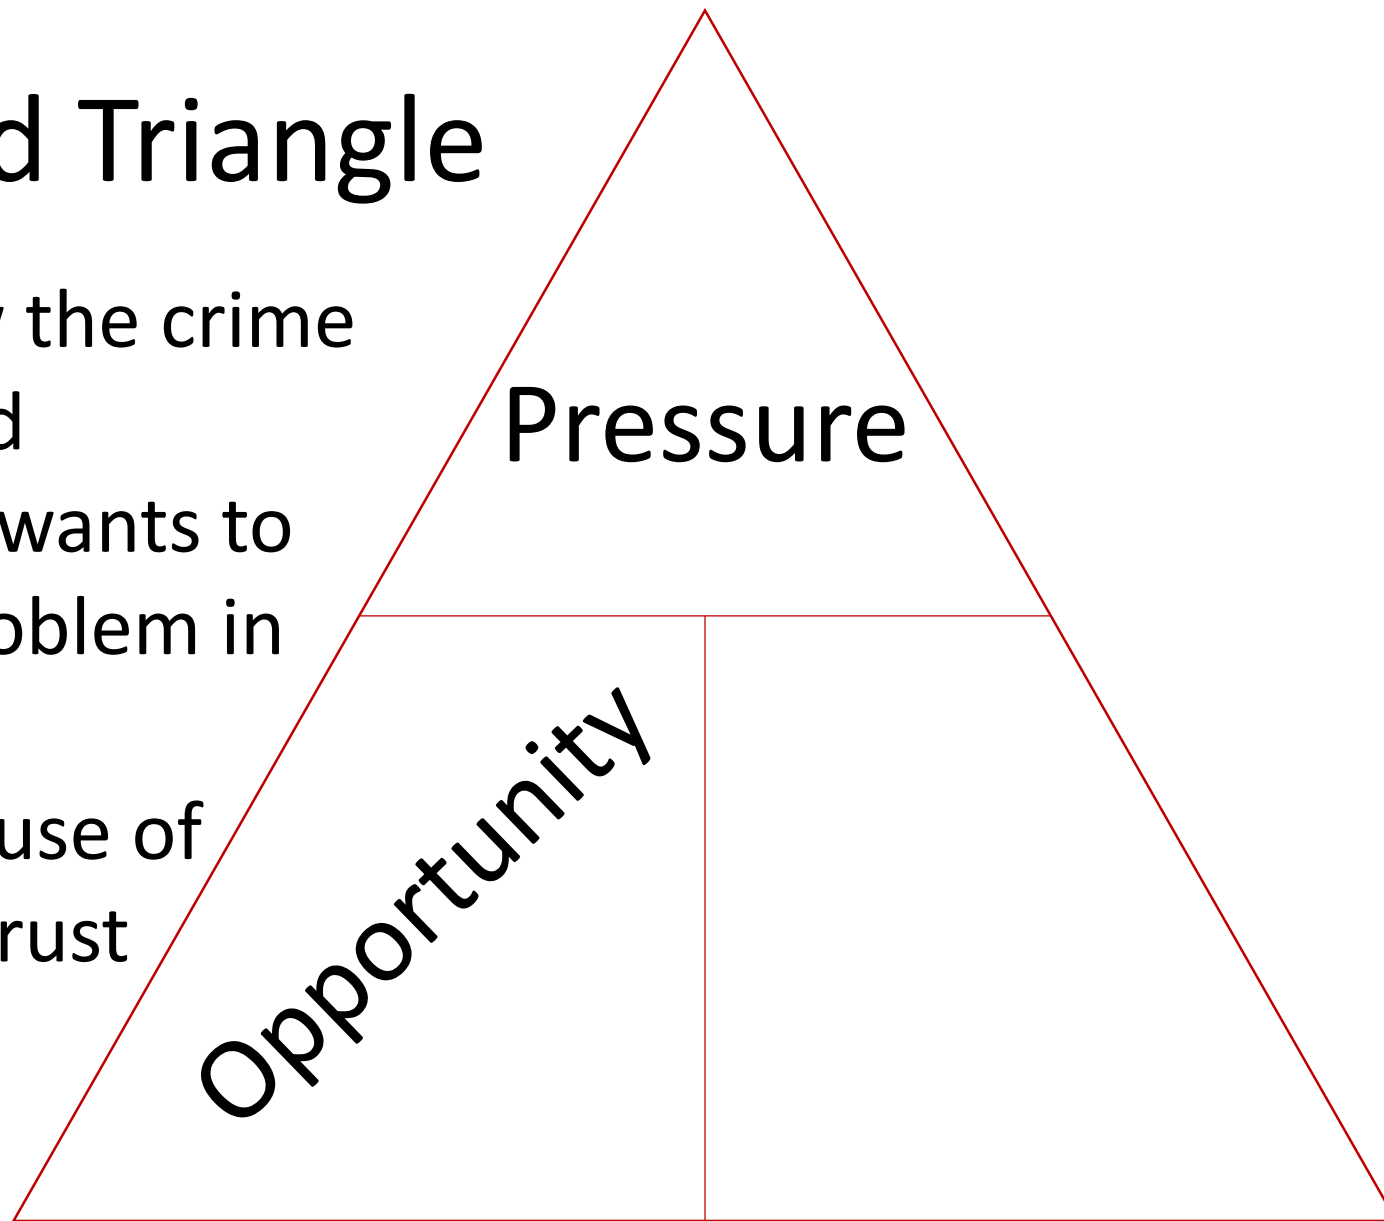 d Triangle
the crime
d
wants to
oblem in
use of
rust
Pressure
Opportunity